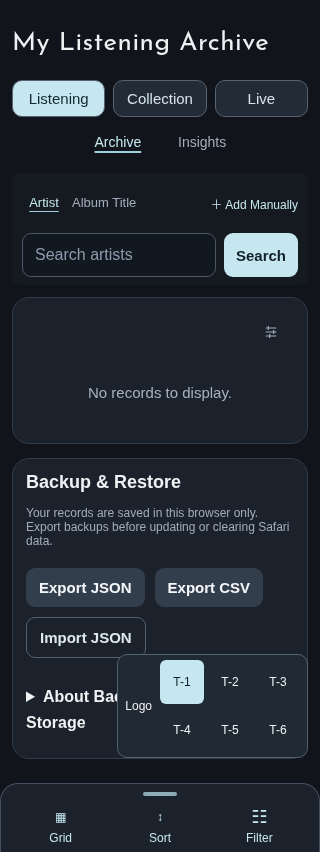 My Listening Archive
Listening Collection Live
Archive Insights
Artist Album Title + Add Manually
Search artists Search
No records to display.
Backup & Restore
Your records are saved in this browser only.
Export backups before updating or clearing Safari
data.
Export JSON Export CSV
Import JSON
About
Storage
Logo T-1 T-2 T-3
T-4 T-5 T-6
Grid Sort Filter